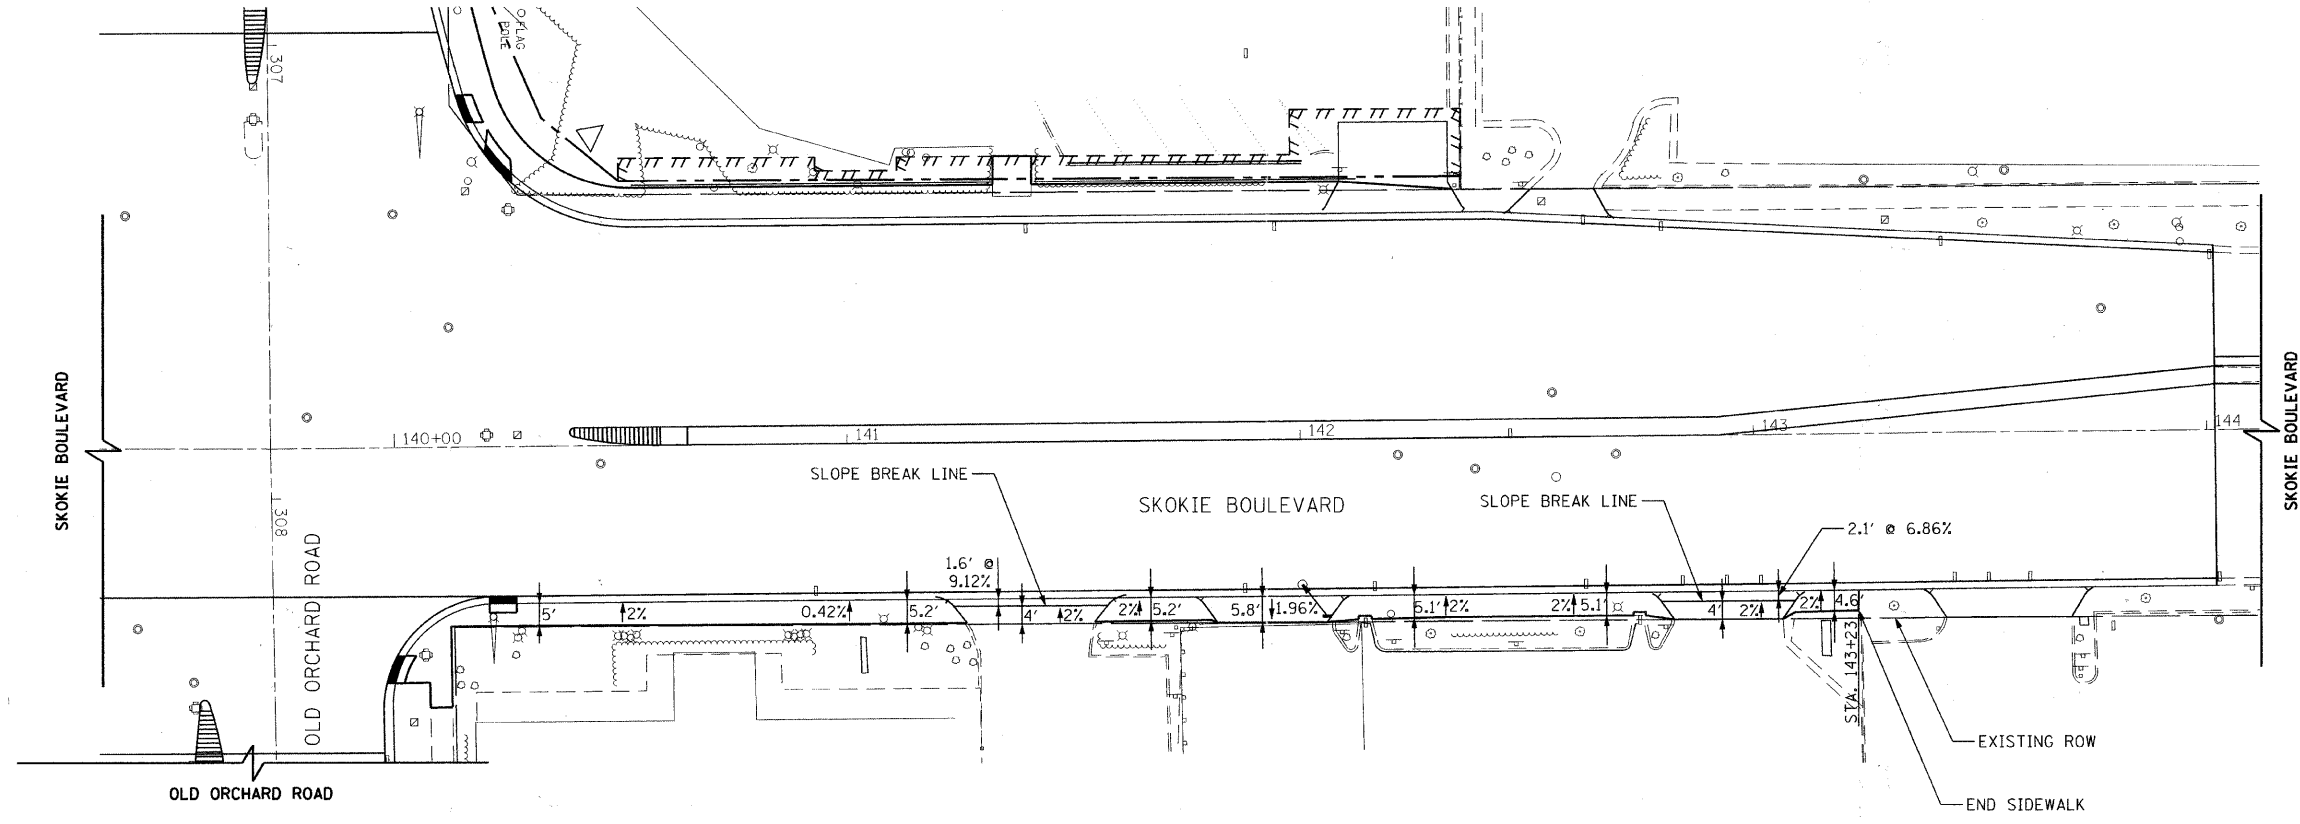 FLAG
POLE
307
SKOKIE BOULEVARD
SKOKIE BOULEVARD
140+00
141
142
143
144
SLOPE BREAK LINE
SKOKIE BOULEVARD
SLOPE BREAK LINE
308
OLD ORCHARD ROAD
2.1' @ 6.86%
1.6' @
9.12%
5'
2%
0.42%
5.2'
4'
2%
2%
5.2'
5.8'
1.96%
5.1'
2%
2%
5.1'
4'
2%
2%
4.6'
STA. 143+23
EXISTING ROW
OLD ORCHARD ROAD
END SIDEWALK